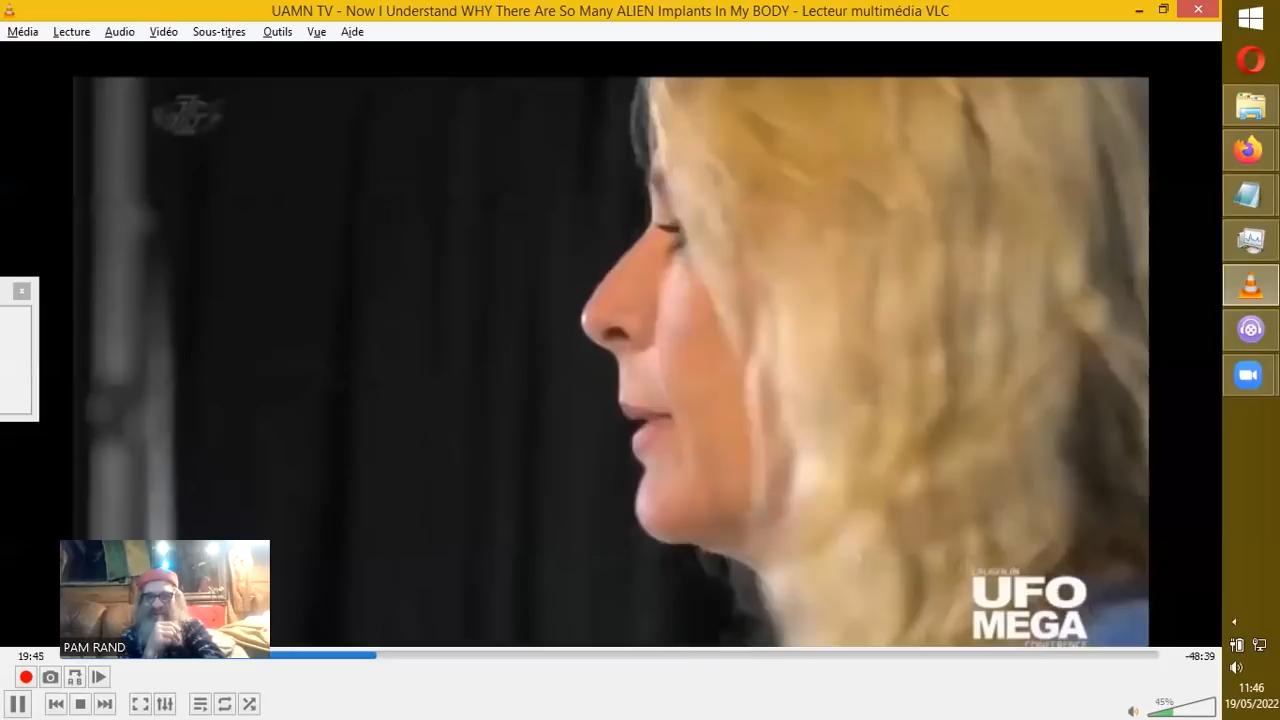 UAMN TV - Now I Understand WHY There Are So Many ALIEN Implants In My BODY - Lecteur multimédia VLC
Média Lecture Audio Vidéo Sous-titres Outils Vue Aide
LAUGHLIN
UFO
MEGA
CONFERENCE
PAM RAND
19:45
-48:39
A B
45%
11:46
19/05/2022